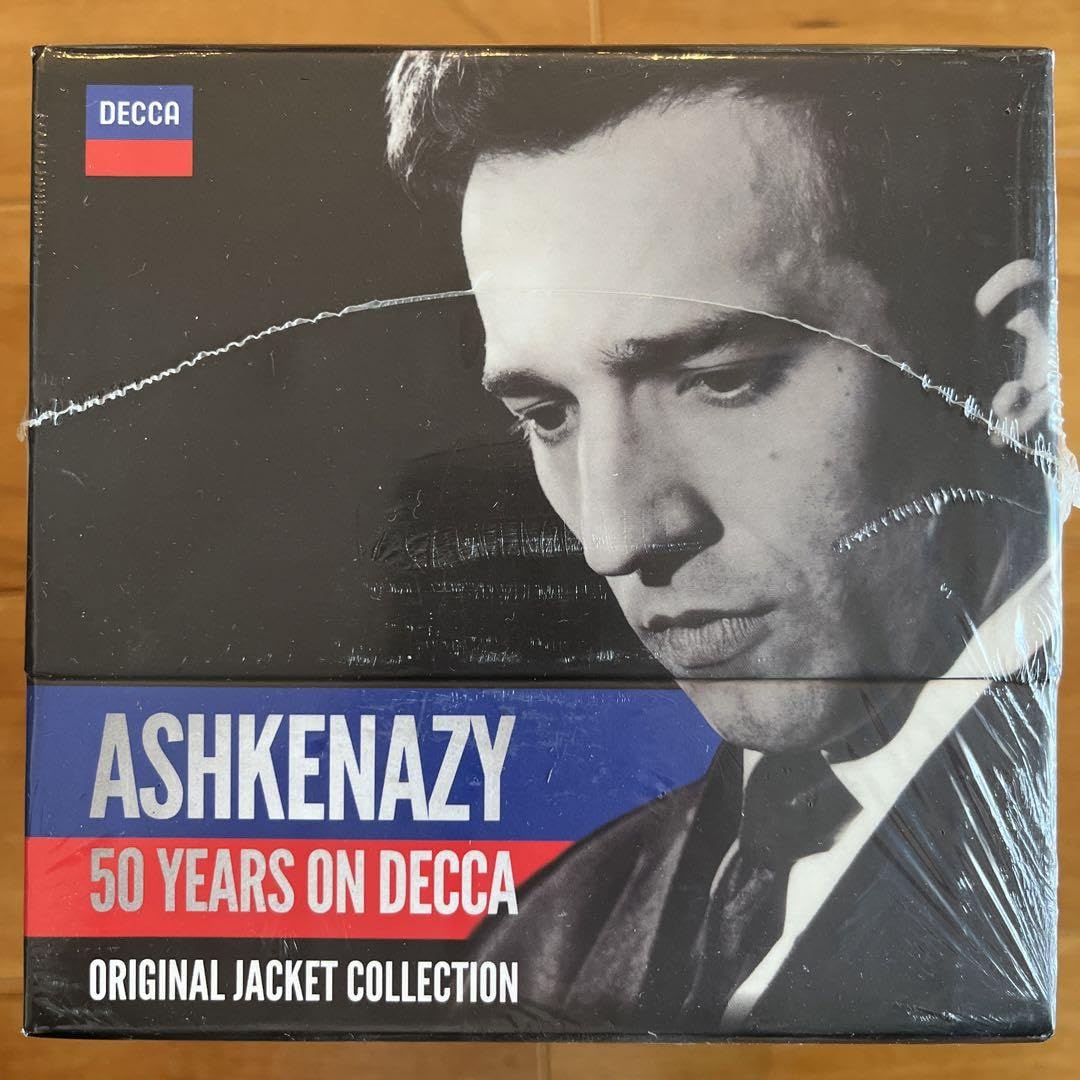 DECCA
ASHKENAZY
50 YEARS ON DECCA
ORIGINAL JACKET COLLECTION